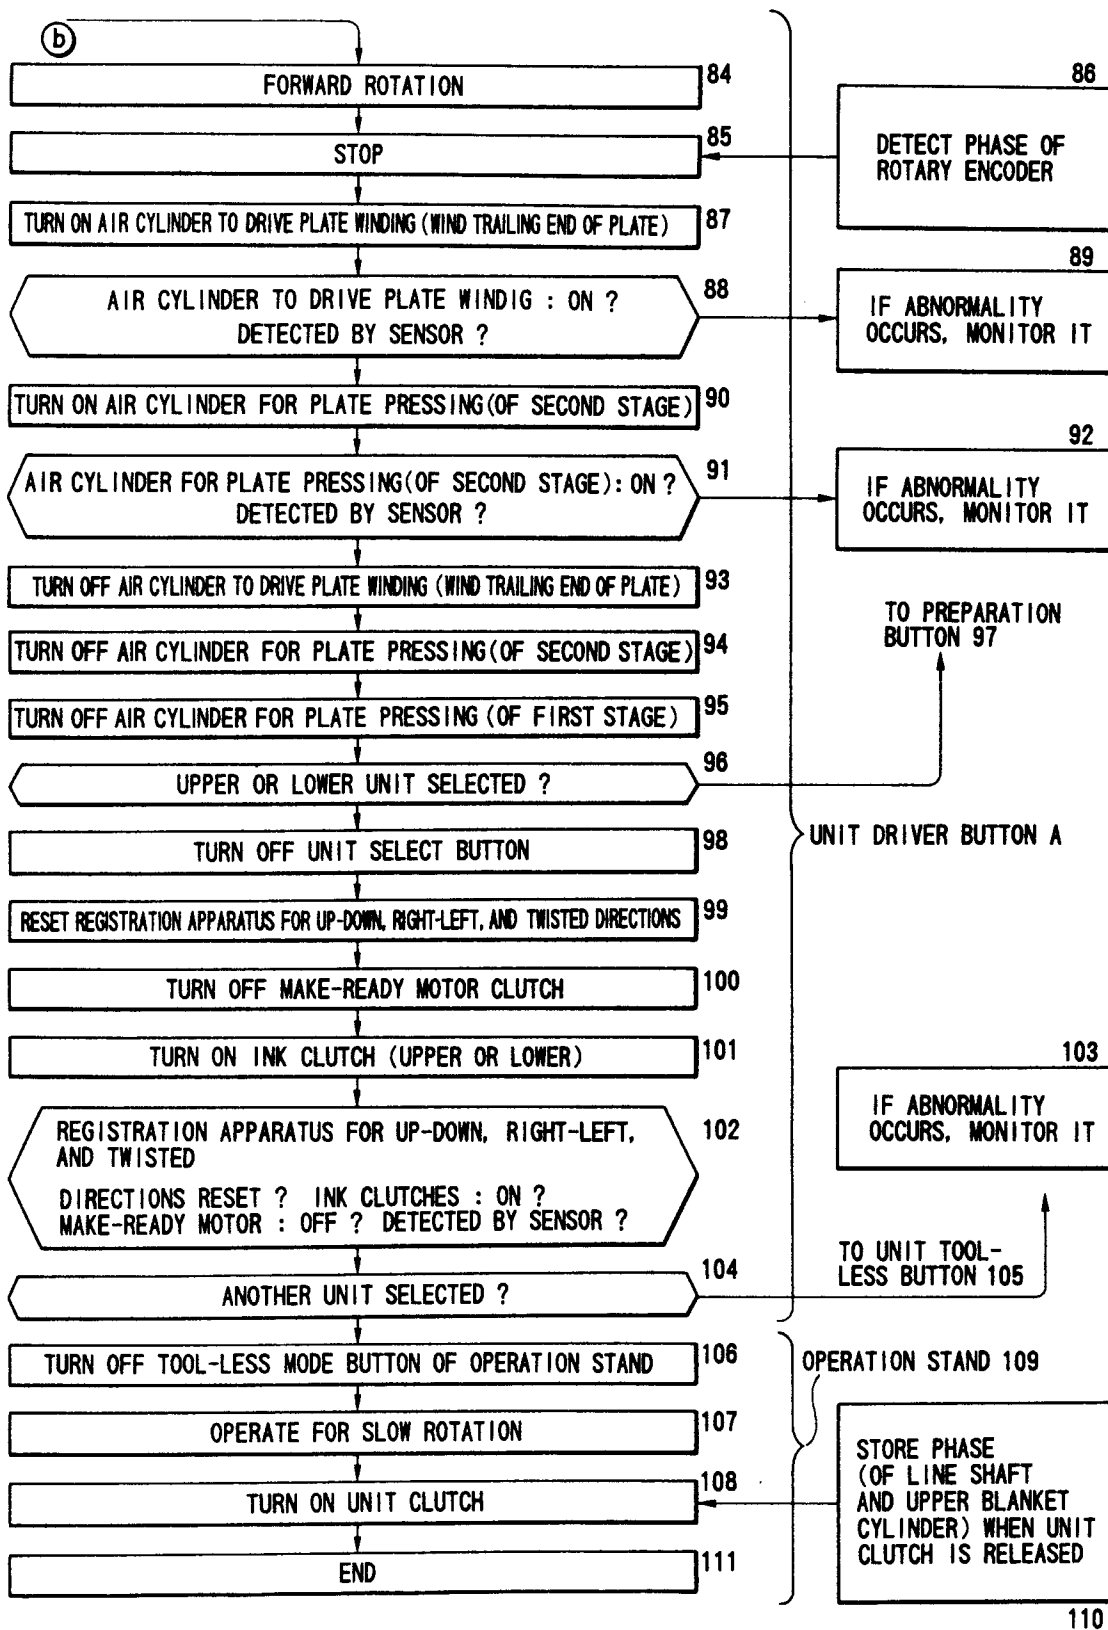 b
FORWARD ROTATION
84
86
STOP
85
DETECT PHASE OF
ROTARY ENCODER
TURN ON AIR CYLINDER TO DRIVE PLATE WINDING (WIND TRAILING END OF PLATE)
87
AIR CYLINDER TO DRIVE PLATE WINDIG : ON ?
DETECTED BY SENSOR ?
88
89
IF ABNORMALITY
OCCURS, MONITOR IT
TURN ON AIR CYLINDER FOR PLATE PRESSING(OF SECOND STAGE)
90
AIR CYLINDER FOR PLATE PRESSING(OF SECOND STAGE): ON ?
DETECTED BY SENSOR ?
91
92
IF ABNORMALITY
OCCURS, MONITOR IT
TURN OFF AIR CYLINDER TO DRIVE PLATE WINDING (WIND TRAILING END OF PLATE)
93
TURN OFF AIR CYLINDER FOR PLATE PRESSING(OF SECOND STAGE)
94
TO PREPARATION
BUTTON 97
TURN OFF AIR CYLINDER FOR PLATE PRESSING (OF FIRST STAGE)
95
UPPER OR LOWER UNIT SELECTED ?
96
TURN OFF UNIT SELECT BUTTON
98
UNIT DRIVER BUTTON A
RESET REGISTRATION APPARATUS FOR UP-DOWN, RIGHT-LEFT, AND TWISTED DIRECTIONS
99
TURN OFF MAKE-READY MOTOR CLUTCH
100
TURN ON INK CLUTCH (UPPER OR LOWER)
101
REGISTRATION APPARATUS FOR UP-DOWN, RIGHT-LEFT,
AND TWISTED
DIRECTIONS RESET ? INK CLUTCHES : ON ?
MAKE-READY MOTOR : OFF ? DETECTED BY SENSOR ?
102
103
IF ABNORMALITY
OCCURS, MONITOR IT
ANOTHER UNIT SELECTED ?
104
TO UNIT TOOL-
LESS BUTTON 105
TURN OFF TOOL-LESS MODE BUTTON OF OPERATION STAND
106
OPERATION STAND 109
OPERATE FOR SLOW ROTATION
107
TURN ON UNIT CLUTCH
108
STORE PHASE
(OF LINE SHAFT
AND UPPER BLANKET
CYLINDER) WHEN UNIT
CLUTCH IS RELEASED
END
111
110